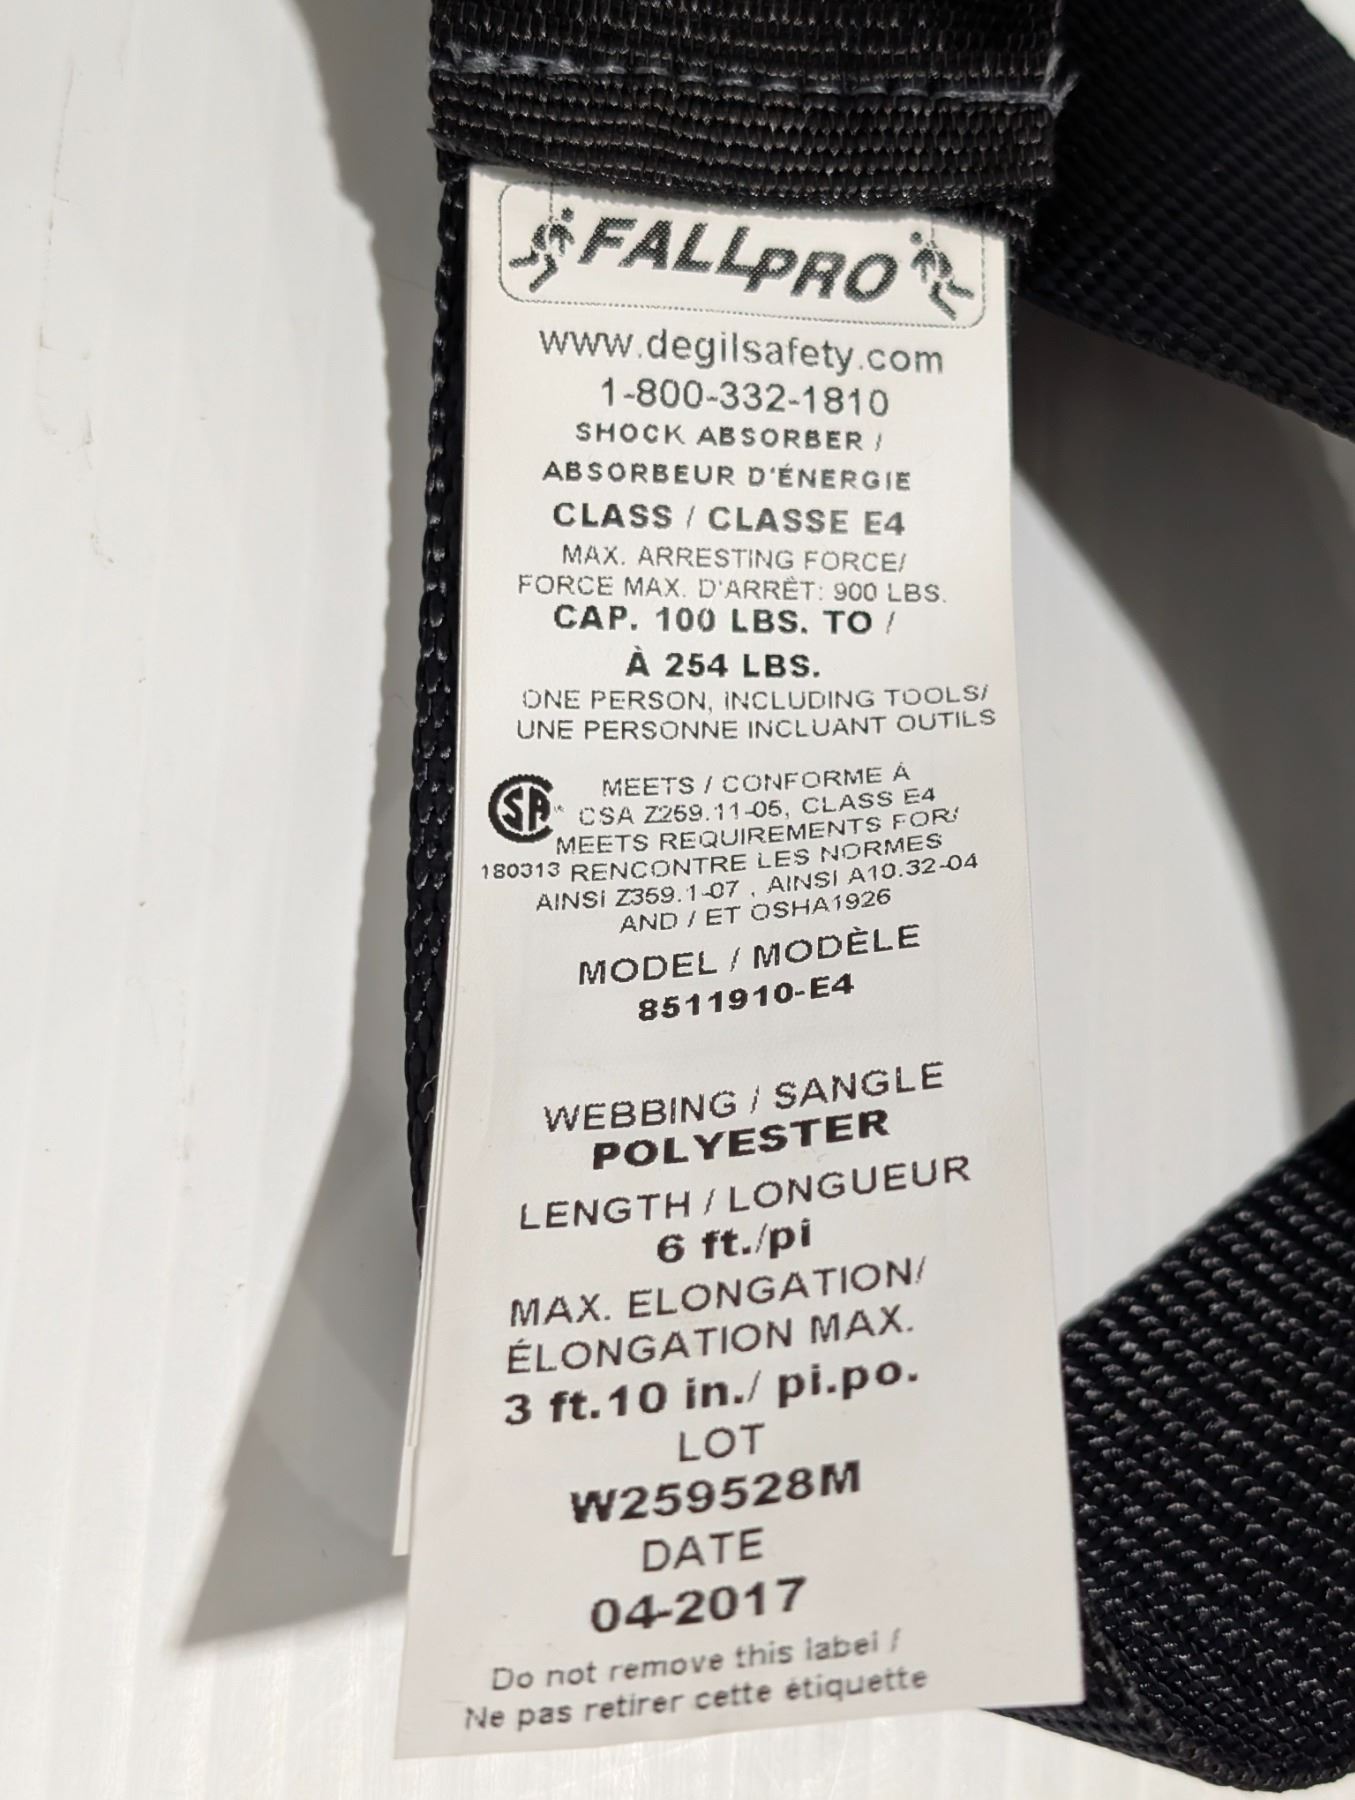 FALLPRO
www.degilsafety.com
1-800-332-1810
SHOCK ABSORBER /
ABSORBEUR D'ÉNERGIE
CLASS / CLASSE E4
MAX. ARRESTING FORCE/
FORCE MAX. D'ARRÊT: 900 LBS.
CAP. 100 LBS. TO /
À 254 LBS.
ONE PERSON, INCLUDING TOOLS/
UNE PERSONNE INCLUANT OUTILS
MEETS / CONFORME À
CSA Z259.11-05, CLASS E4
MEETS REQUIREMENTS FOR/
180313 RENCONTRE LES NORMES
AINSI Z359.1-07 , AINSI A10.32-04
AND / ET OSHA1926
MODEL / MODÈLE
8511910-E4
WEBBING / SANGLE
POLYESTER
LENGTH / LONGUEUR
6 ft./pi
MAX. ELONGATION/
ÉLONGATION MAX.
3 ft.10 in./ pi.po.
LOT
W259528M
DATE
04-2017
Do not remove this label /
Ne pas retirer cette étiquette